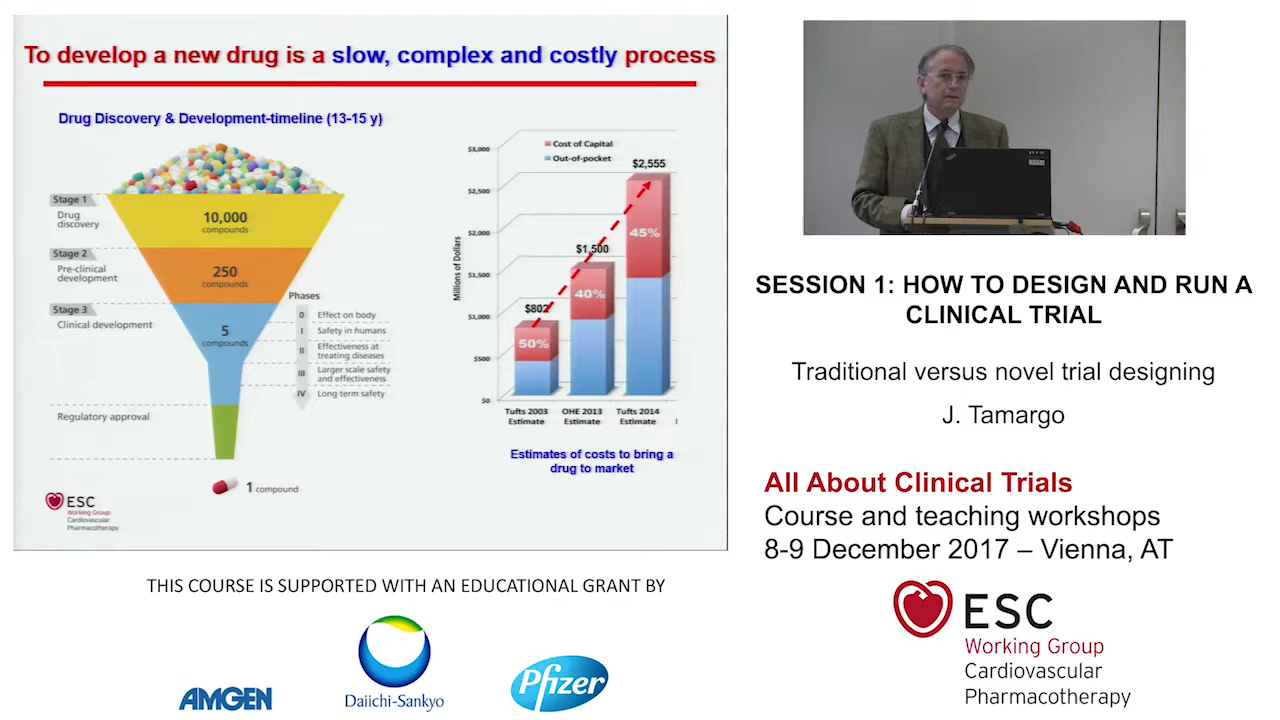 To develop a new drug is a slow, complex and costly process
Drug Discovery & Development-timeline (13-15 y)
Stage 1
Drug
discovery
10,000
compounds
Stage 2
Pre-clinical
development
250
compounds
Stage 3
Clinical development
5
compounds
Phases
0 Effect on body
I Safety in humans
II Effectiveness at
treating diseases
III Larger scale safety
and effectiveness
IV Long term safety
Regulatory approval
1 compound
ESC
Working Group
Cardiovascular
Pharmacotherapy
Cost of Capital
Out-of-pocket
Millions of Dollars
$3,000
$2,500
$2,000
$1,500
$1,000
$500
$0
$802
50%
$1,500
40%
$2,555
45%
Tufts 2003
Estimate
OHE 2013
Estimate
Tufts 2014
Estimate
Estimates of costs to bring a
drug to market
SESSION 1: HOW TO DESIGN AND RUN A
CLINICAL TRIAL
Traditional versus novel trial designing
J. Tamargo
All About Clinical Trials
Course and teaching workshops
8-9 December 2017 – Vienna, AT
ESC
Working Group
Cardiovascular
Pharmacotherapy
THIS COURSE IS SUPPORTED WITH AN EDUCATIONAL GRANT BY
AMGEN
Daiichi-Sankyo
Pfizer